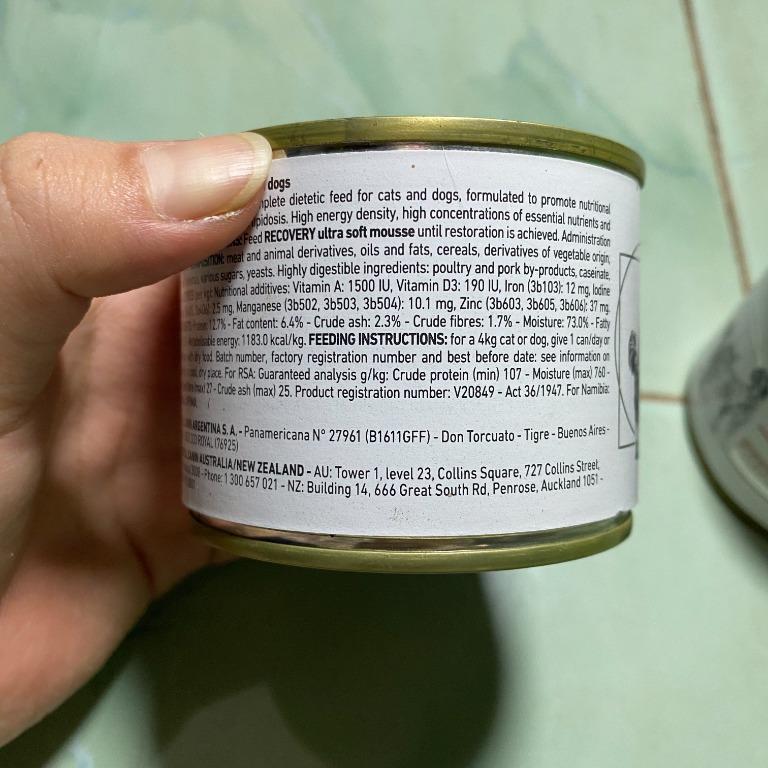 dogs
plete dietetic feed for cats and dogs, formulated to promote nutritional
pidosis. High energy density, high concentrations of essential nutrients and
Feed RECOVERY ultra soft mousse until restoration is achieved. Administration
meat and animal derivatives, oils and fats, cereals, derivatives of vegetable origin,
various sugars, yeasts. Highly digestible ingredients: poultry and pork by-products, caseinate,
Nutritional additives: Vitamin A: 1500 IU, Vitamin D3: 190 IU, Iron (3b103): 12 mg, Iodine
2.5 mg, Manganese (3b502, 3b503, 3b504): 10.1 mg, Zinc (3b603, 3b605, 3b606): 37 mg,
12.7% - Fat content: 6.4% - Crude ash: 2.3% - Crude fibres: 1.7% - Moisture: 73.0% - Fatty
energy: 1183.0 kcal/kg. FEEDING INSTRUCTIONS: for a 4kg cat or dog, give 1 can/day or
dry food. Batch number, factory registration number and best before date: see information on
dry place. For RSA: Guaranteed analysis g/kg: Crude protein (min) 107 - Moisture (max) 760 -
(max) 27 - Crude ash (max) 25. Product registration number: V20849 - Act 36/1947. For Namibia:
ARGENTINA S. A. - Panamericana N° 27961 (B1611GFF) - Don Torcuato - Tigre - Buenos Aires -
ROYAL (76925)
CANIN AUSTRALIA/NEW ZEALAND - AU: Tower 1, level 23, Collins Square, 727 Collins Street,
Phone: 1 300 657 021 - NZ: Building 14, 666 Great South Rd, Penrose, Auckland 1051 -